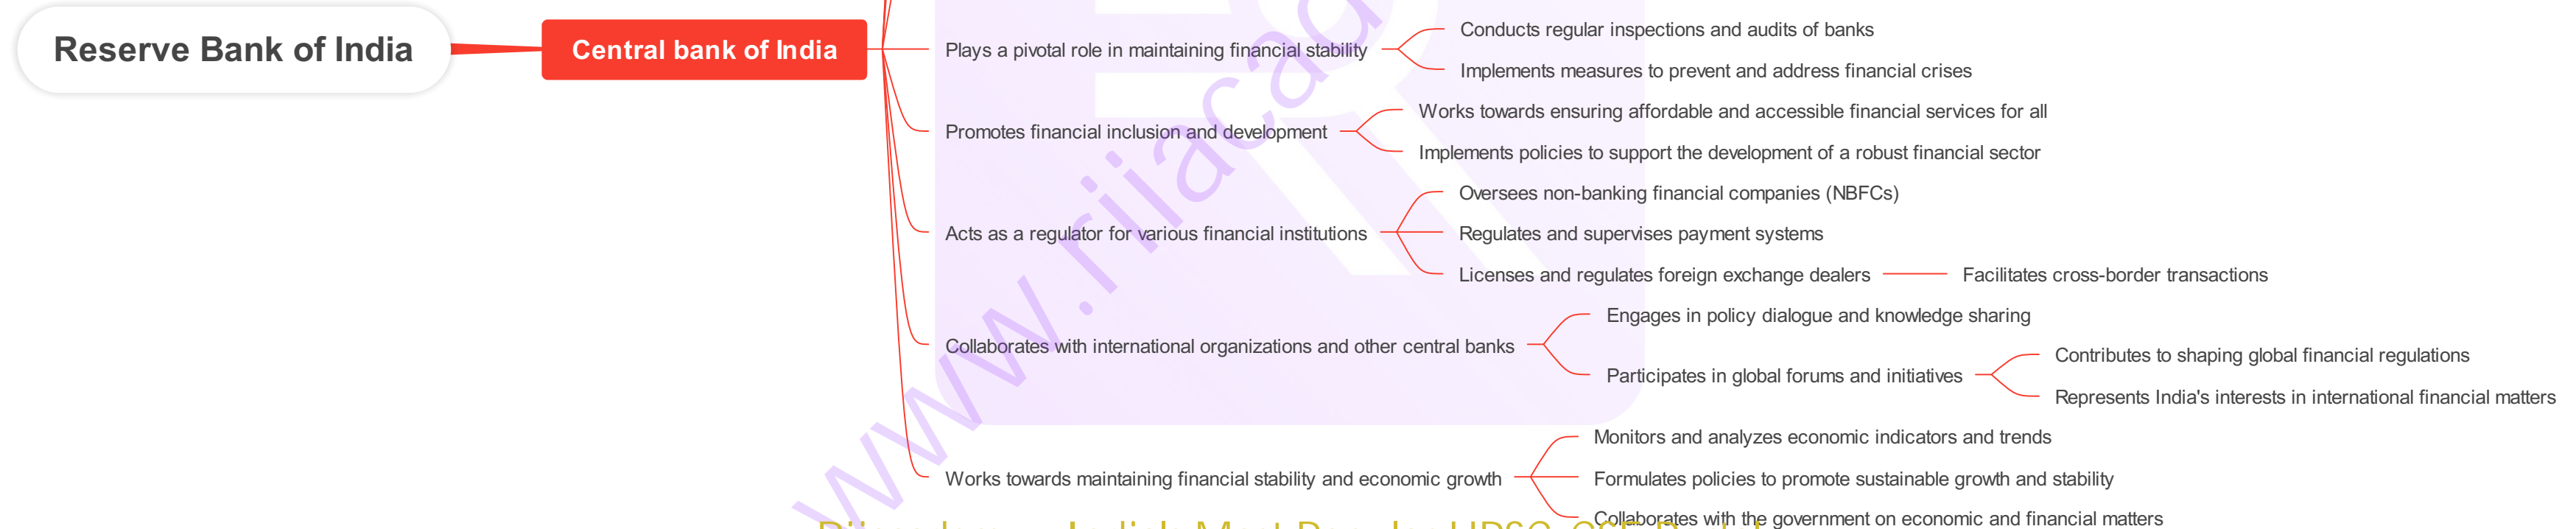 Reserve Bank of India
Central bank of India
Plays a pivotal role in maintaining financial stability
Conducts regular inspections and audits of banks
Implements measures to prevent and address financial crises
Promotes financial inclusion and development
Works towards ensuring affordable and accessible financial services for all
Implements policies to support the development of a robust financial sector
Acts as a regulator for various financial institutions
Oversees non-banking financial companies (NBFCs)
Regulates and supervises payment systems
Licenses and regulates foreign exchange dealers
Facilitates cross-border transactions
Collaborates with international organizations and other central banks
Engages in policy dialogue and knowledge sharing
Participates in global forums and initiatives
Contributes to shaping global financial regulations
Represents India's interests in international financial matters
Works towards maintaining financial stability and economic growth
Monitors and analyzes economic indicators and trends
Formulates policies to promote sustainable growth and stability
Collaborates with the government on economic and financial matters
www.rijacad